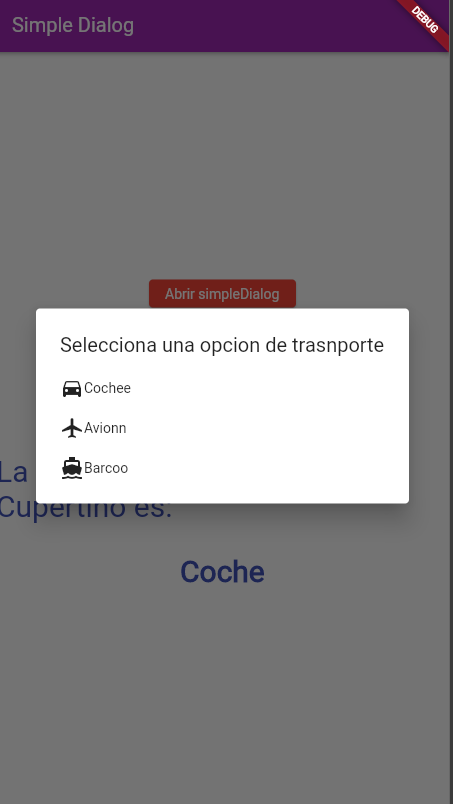 Simple Dialog
DEBUG
Abrir simpleDialog
Selecciona una opcion de trasnporte
Cochee
Avionn
Barcoo
La
Cupertino es:
Coche